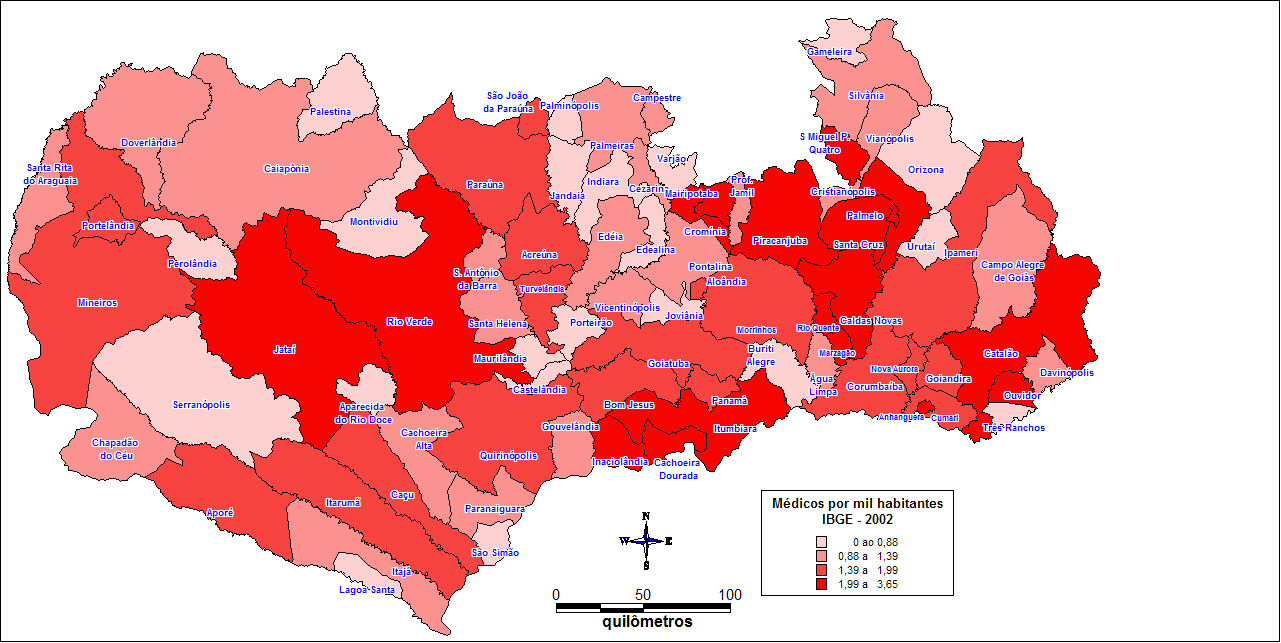 Gameleira
Silvânia
São João
da Paraúna
Palminópolis
Campestre
Palestina
Doverlândia
Palmeiras
S Miguel P.
Quatro
Vianópolis
Varjão
Santa Rita
do Araguaia
Caiapônia
Orizona
Paraúna
Indiara
Cezarin
Prof
Jamil
Jandaia
Mairipotaba
Cristianópolis
Palmelo
Portelândia
Montividiu
Edéia
Cromínia
Piracanjuba
Santa Cruz
Urutaí
Edealina
Ipameri
Acreúna
Perolândia
Pontalina
Campo Alegre
de Goiás
S. Antônio
da Barra
Aloândia
Turvelândia
Mineiros
Vicentinópolis
Joviânia
Rio Verde
Santa Helena
Porteirão
Morrinhos
Rio Quente
Caldas Novas
Jataí
Buriti
Alegre
Marzagão
Catalão
Maurilândia
Goiatuba
Nova Aurora
Davinópolis
Água
Limpa
Goiandira
Corumbaíba
Castelândia
Ouvidor
Serranópolis
Aparecida
do Rio Doce
Bom Jesus
Panamá
Anhanguera
Cumari
Gouvelândia
Itumbiara
Três Ranchos
Cachoeira
Alta
Chapadão
do Céu
Quirinópolis
Inaciolândia
Cachoeira
Dourada
Caçu
Itarumã
Aporé
Paranaiguara
São Simão
Itajá
Lagoa Santa
N
W E
S
0 50 100
quilômetros
Médicos por mil habitantes
IBGE - 2002
0 ao 0,88
0,88 a 1,39
1,39 a 1,99
1,99 a 3,65